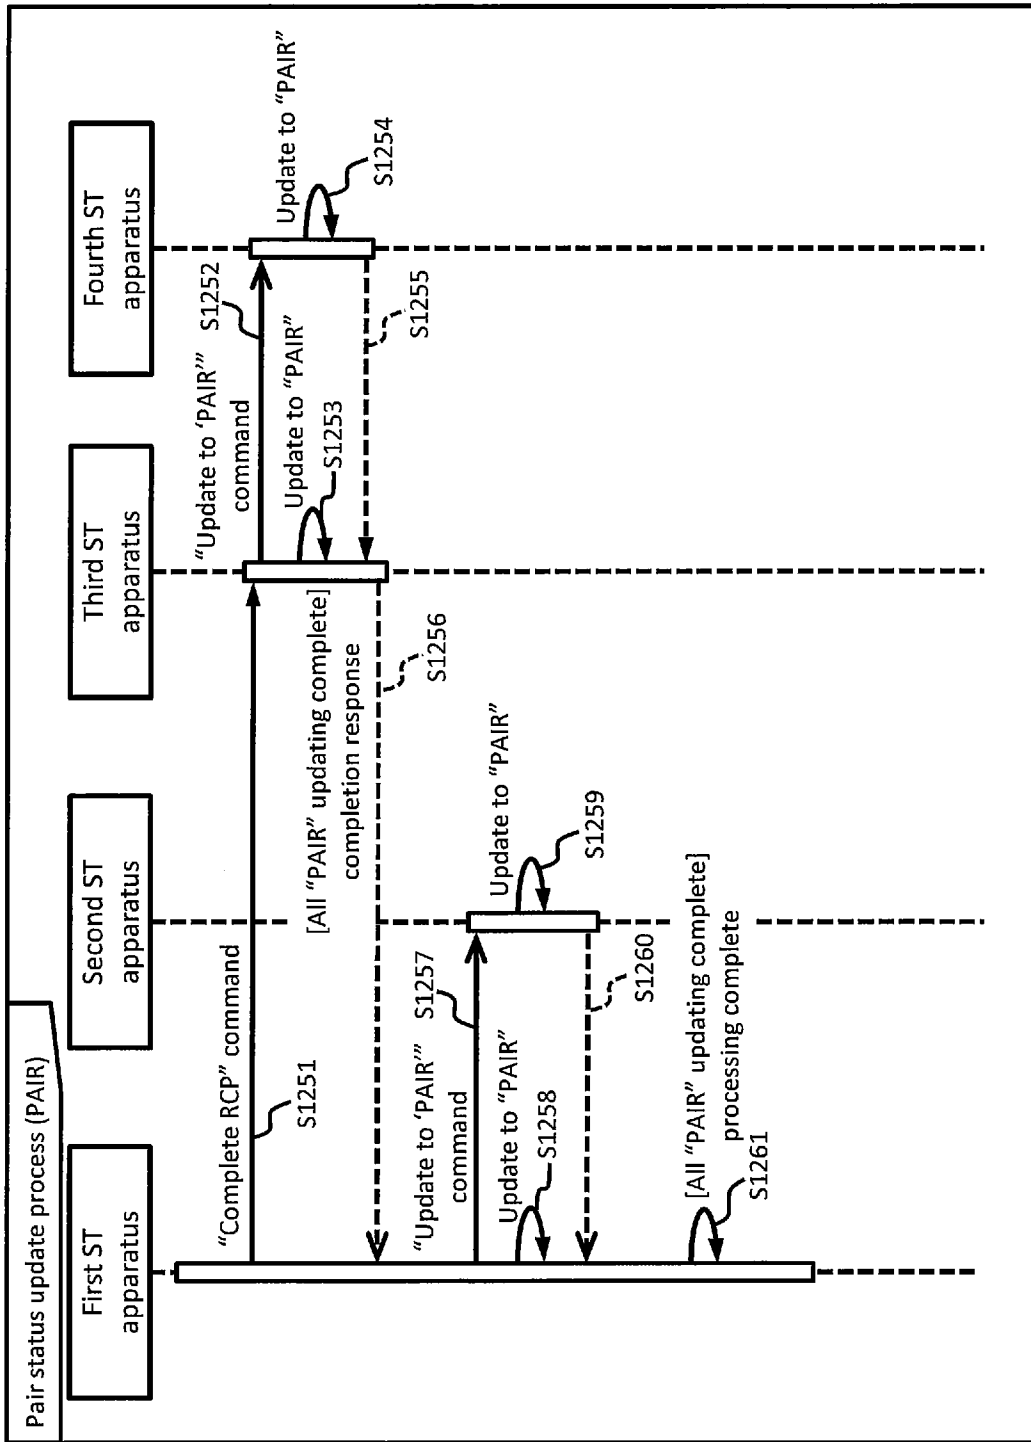 Pair status update process (PAIR)
First ST
apparatus
Second ST
apparatus
Third ST
apparatus
Fourth ST
apparatus
“Complete RCP” command
S1251
“Update to ‘PAIR’”
command
S1252
Update to “PAIR”
S1253
Update to “PAIR”
S1254
S1255
[All “PAIR” updating complete]
completion response
S1256
“Update to ‘PAIR’”
command
S1257
Update to “PAIR”
S1258
Update to “PAIR”
S1259
S1260
[All “PAIR” updating complete]
processing complete
S1261